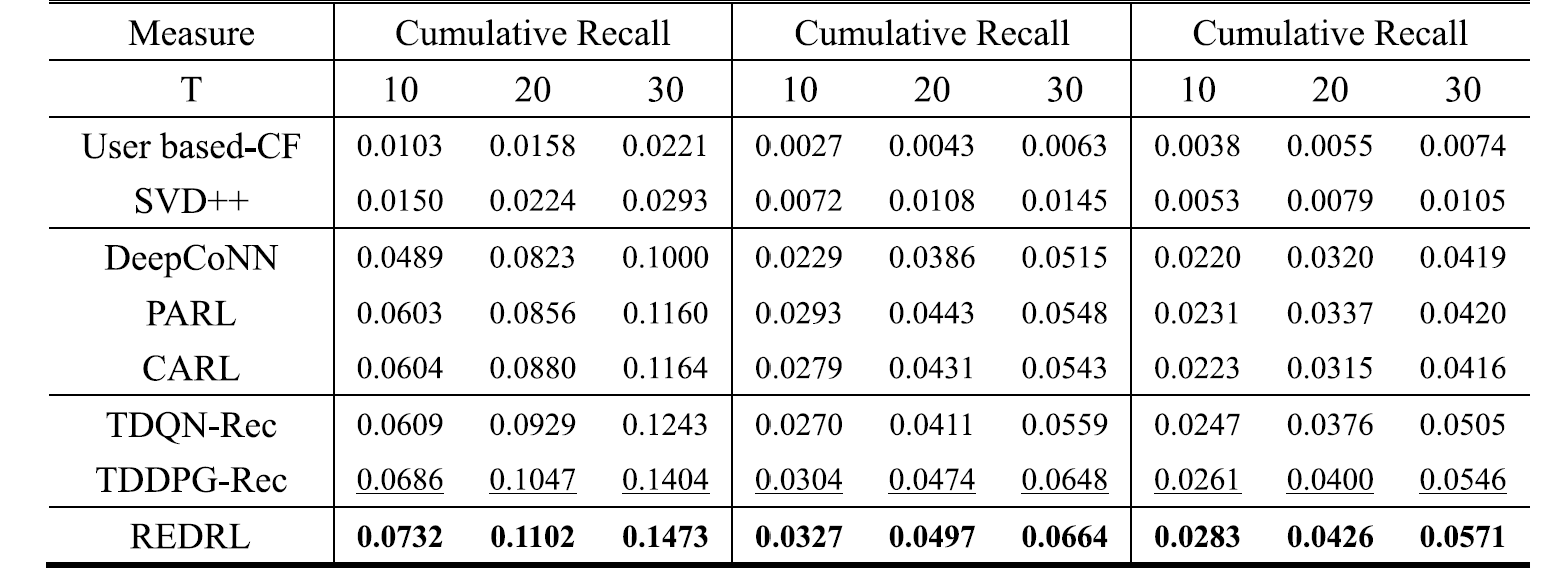 Measure Cumulative Recall Cumulative Recall Cumulative Recall
T 10 20 30 10 20 30 10 20 30
User based-CF 0.0103 0.0158 0.0221 0.0027 0.0043 0.0063 0.0038 0.0055 0.0074
SVD++ 0.0150 0.0224 0.0293 0.0072 0.0108 0.0145 0.0053 0.0079 0.0105
DeepCoNN 0.0489 0.0823 0.1000 0.0229 0.0386 0.0515 0.0220 0.0320 0.0419
PARL 0.0603 0.0856 0.1160 0.0293 0.0443 0.0548 0.0231 0.0337 0.0420
CARL 0.0604 0.0880 0.1164 0.0279 0.0431 0.0543 0.0223 0.0315 0.0416
TDQN-Rec 0.0609 0.0929 0.1243 0.0270 0.0411 0.0559 0.0247 0.0376 0.0505
TDDPG-Rec 0.0686 0.1047 0.1404 0.0304 0.0474 0.0648 0.0261 0.0400 0.0546
REDRL 0.0732 0.1102 0.1473 0.0327 0.0497 0.0664 0.0283 0.0426 0.0571